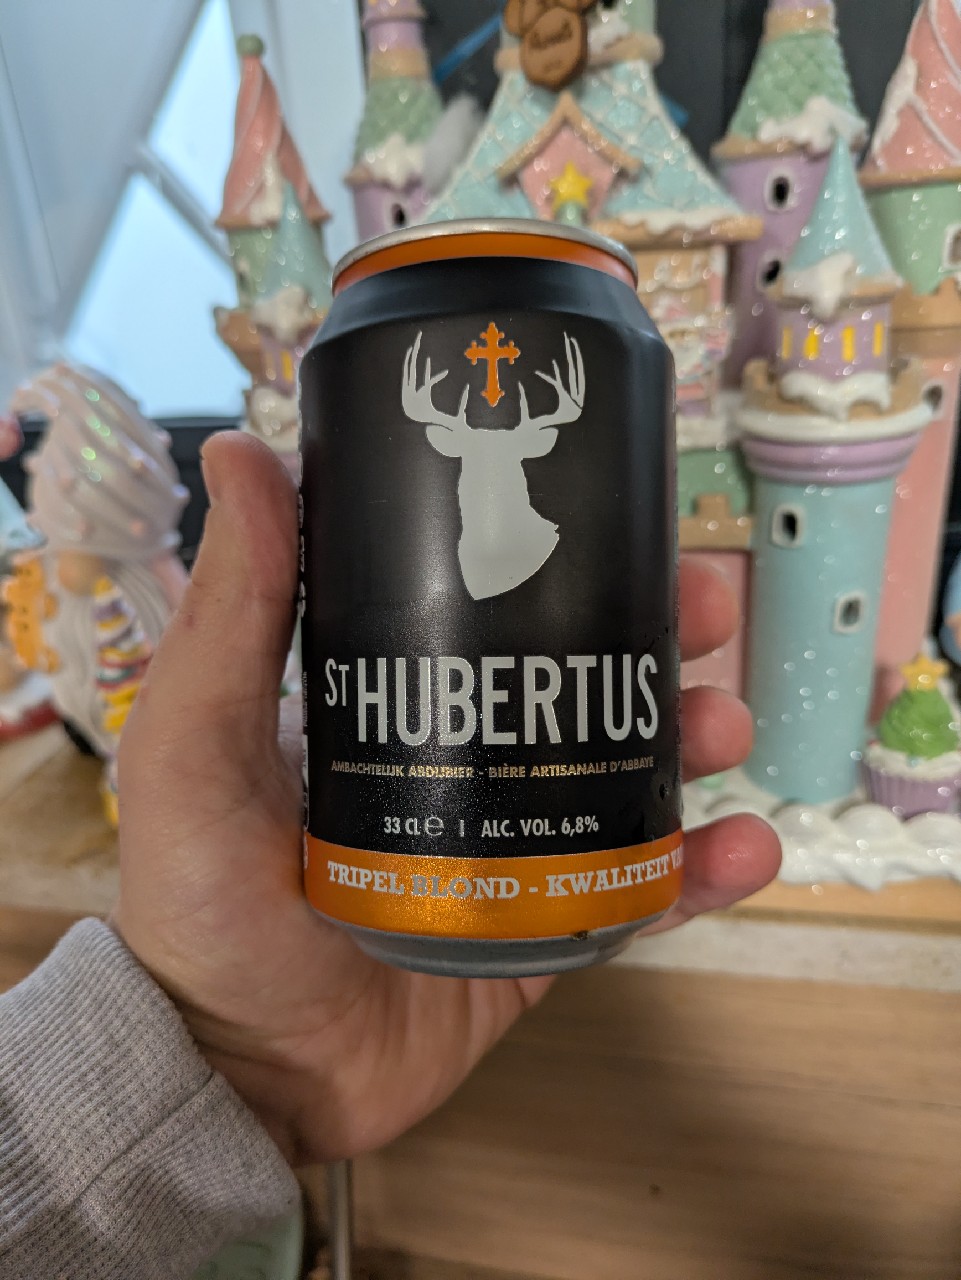 St HUBERTUS
AMBACHTELIJK ABDIJBIER - BIÈRE ARTISANALE D'ABBAYE
33 CL e | ALC. VOL. 6,8%
TRIPEL BLOND - KWALITEIT